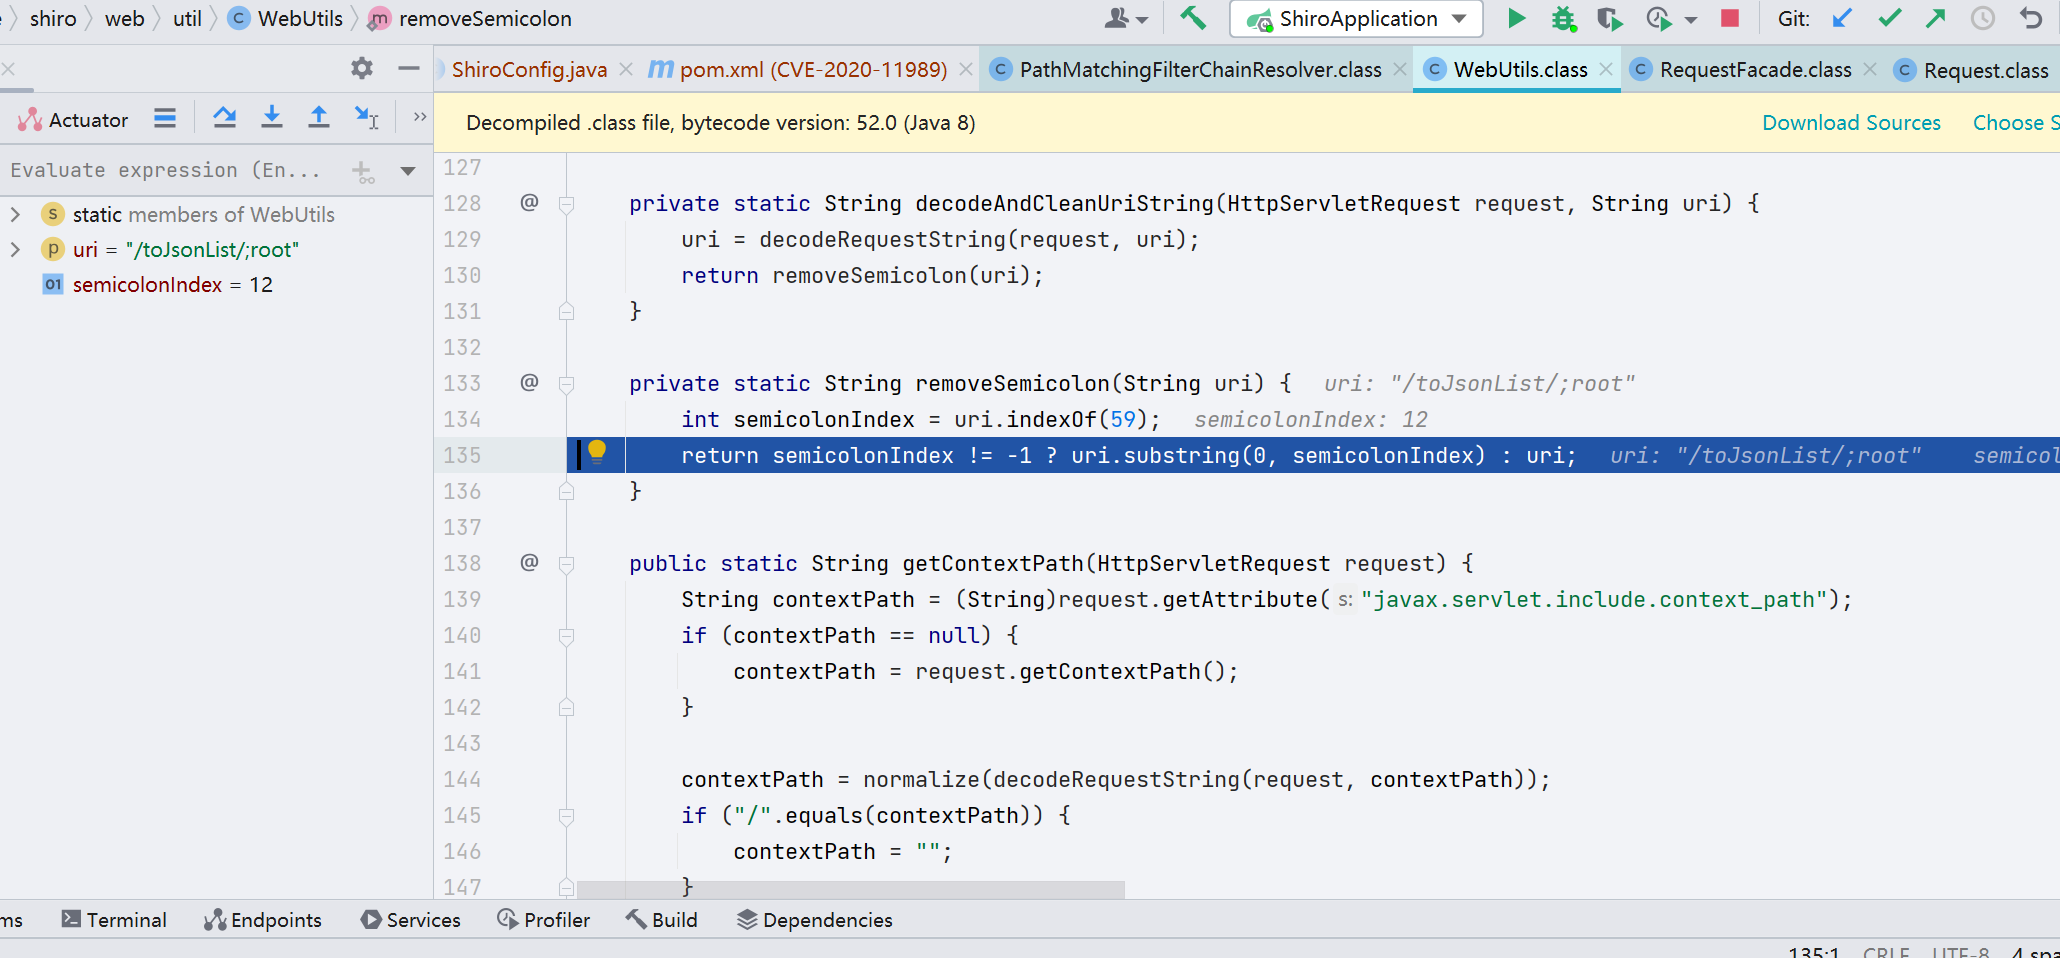 shiro web util WebUtils removeSemicolon ShiroApplication Git:
ShiroConfig.java pom.xml (CVE-2020-11989) PathMatchingFilterChainResolver.class WebUtils.class RequestFacade.class Request.class
Actuator
Decompiled .class file, bytecode version: 52.0 (Java 8) Download Sources Choose S
Evaluate expression (En...
static members of WebUtils
uri = "/toJsonList/;root"
semicolonIndex = 12
127
128 @ private static String decodeAndCleanUriString(HttpServletRequest request, String uri) {
129 uri = decodeRequestString(request, uri);
130 return removeSemicolon(uri);
131 }
132
133 @ private static String removeSemicolon(String uri) { uri: "/toJsonList/;root"
134 int semicolonIndex = uri.indexOf(59); semicolonIndex: 12
135 return semicolonIndex != -1 ? uri.substring(0, semicolonIndex) : uri; uri: "/toJsonList/;root" semicol
136 }
137
138 @ public static String getContextPath(HttpServletRequest request) {
139 String contextPath = (String)request.getAttribute( s: "javax.servlet.include.context_path");
140 if (contextPath == null) {
141 contextPath = request.getContextPath();
142 }
143
144 contextPath = normalize(decodeRequestString(request, contextPath));
145 if ("/".equals(contextPath)) {
146 contextPath = "";
147 }
ms Terminal Endpoints Services Profiler Build Dependencies
135:1 CRLF UTF-8 4 spa